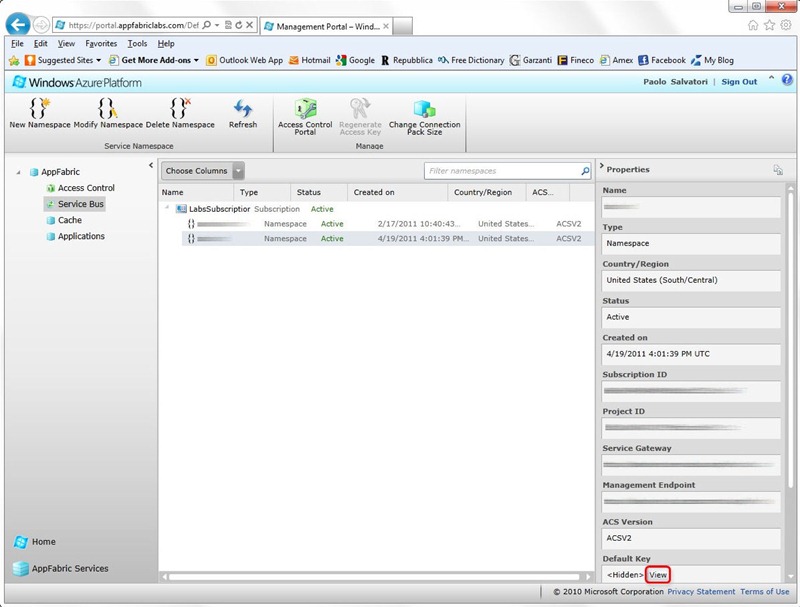 https://portal.appfabriclabs.com/Def
Management Portal – Wind...
File Edit View Favorites Tools Help
Suggested Sites Get More Add-ons Outlook Web App Hotmail Google Repubblica Free Dictionary Garzanti Fineco Amex Facebook My Blog
Windows Azure Platform
Paolo Salvatori | Sign Out
New Namespace Modify Namespace Delete Namespace Refresh Access Control Portal Regenerate Access Key Change Connection Pack Size
Service Namespace Manage
AppFabric
Access Control
Service Bus
Cache
Applications
Home
AppFabric Services
Choose Columns
Filter namespaces
Name Type Status Created on Country/Region ACS...
LabsSubscription Subscription Active
Namespace Active 2/17/2011 10:40:43... United States... ACSV2
Namespace Active 4/19/2011 4:01:39 PM... United States... ACSV2
Properties
Name
Type
Namespace
Country/Region
United States (South/Central)
Status
Active
Created on
4/19/2011 4:01:39 PM UTC
Subscription ID
Project ID
Service Gateway
Management Endpoint
ACS Version
ACSV2
Default Key
<Hidden> View
© 2010 Microsoft Corporation Privacy Statement Terms of Use